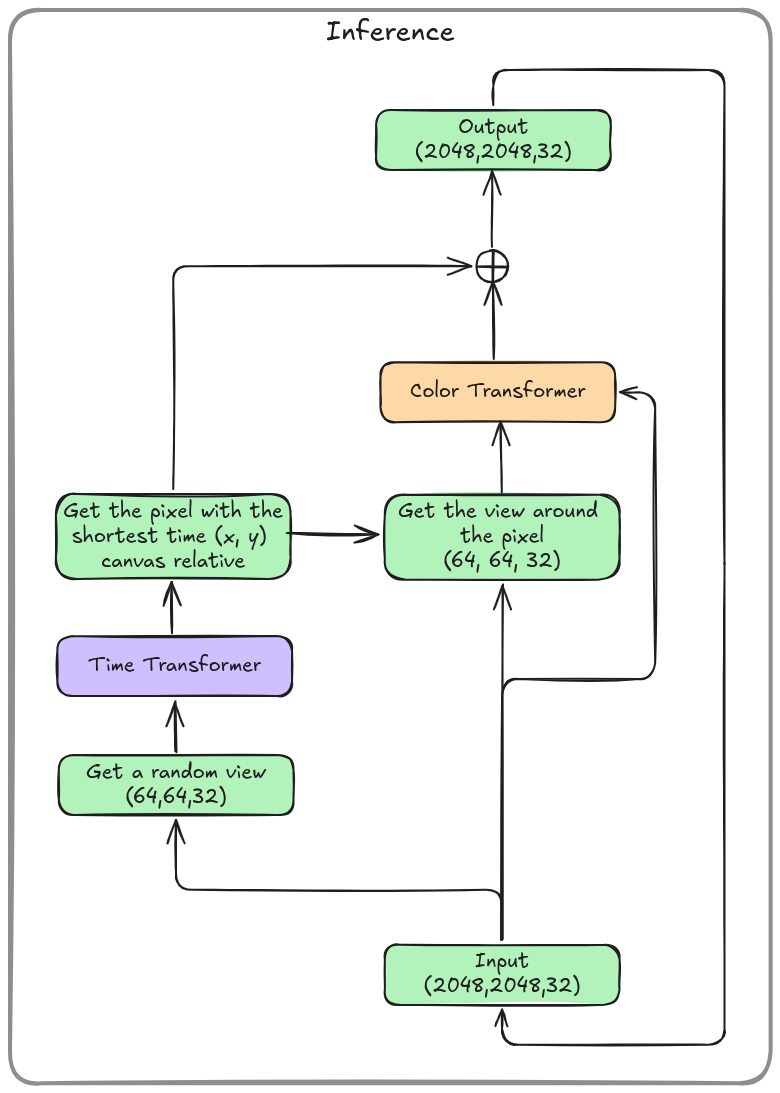 Inference
Output
(2048,2048,32)
Color Transformer
Get the pixel with the
shortest time (x, y)
canvas relative
Get the view around
the pixel
(64, 64, 32)
Time Transformer
Get a random view
(64,64,32)
Input
(2048,2048,32)